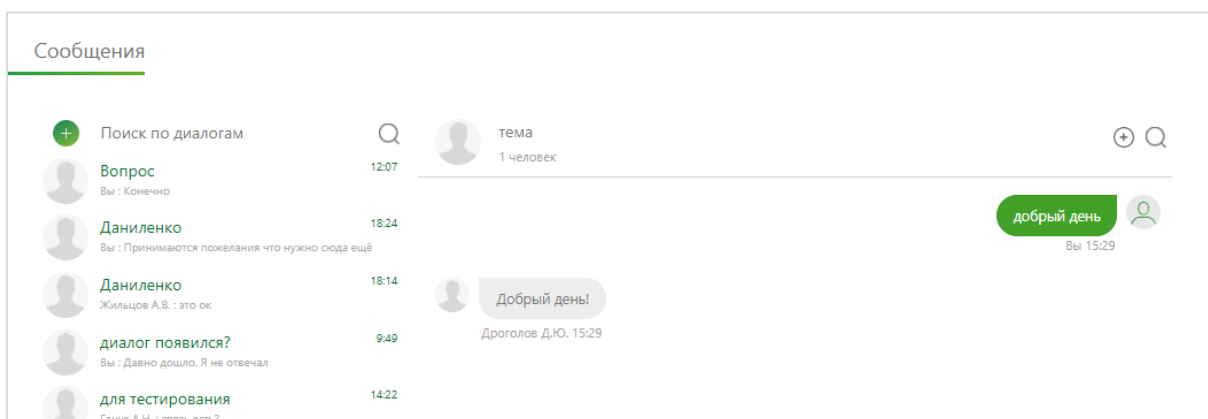 Сообщения
Поиск по диалогам
Вопрос 12:07
Вы : Конечно
Даниленко 18:24
Вы : Принимаются пожелания что нужно сюда ещё
Даниленко 18:14
Жильцов А.В. : это ок
диалог появился? 9:49
Вы : Давно дошло. Я не отвечал
для тестирования 14:22
тема
1 человек
добрый день
Вы 15:29
Добрый день!
Дроголов Д.Ю. 15:29